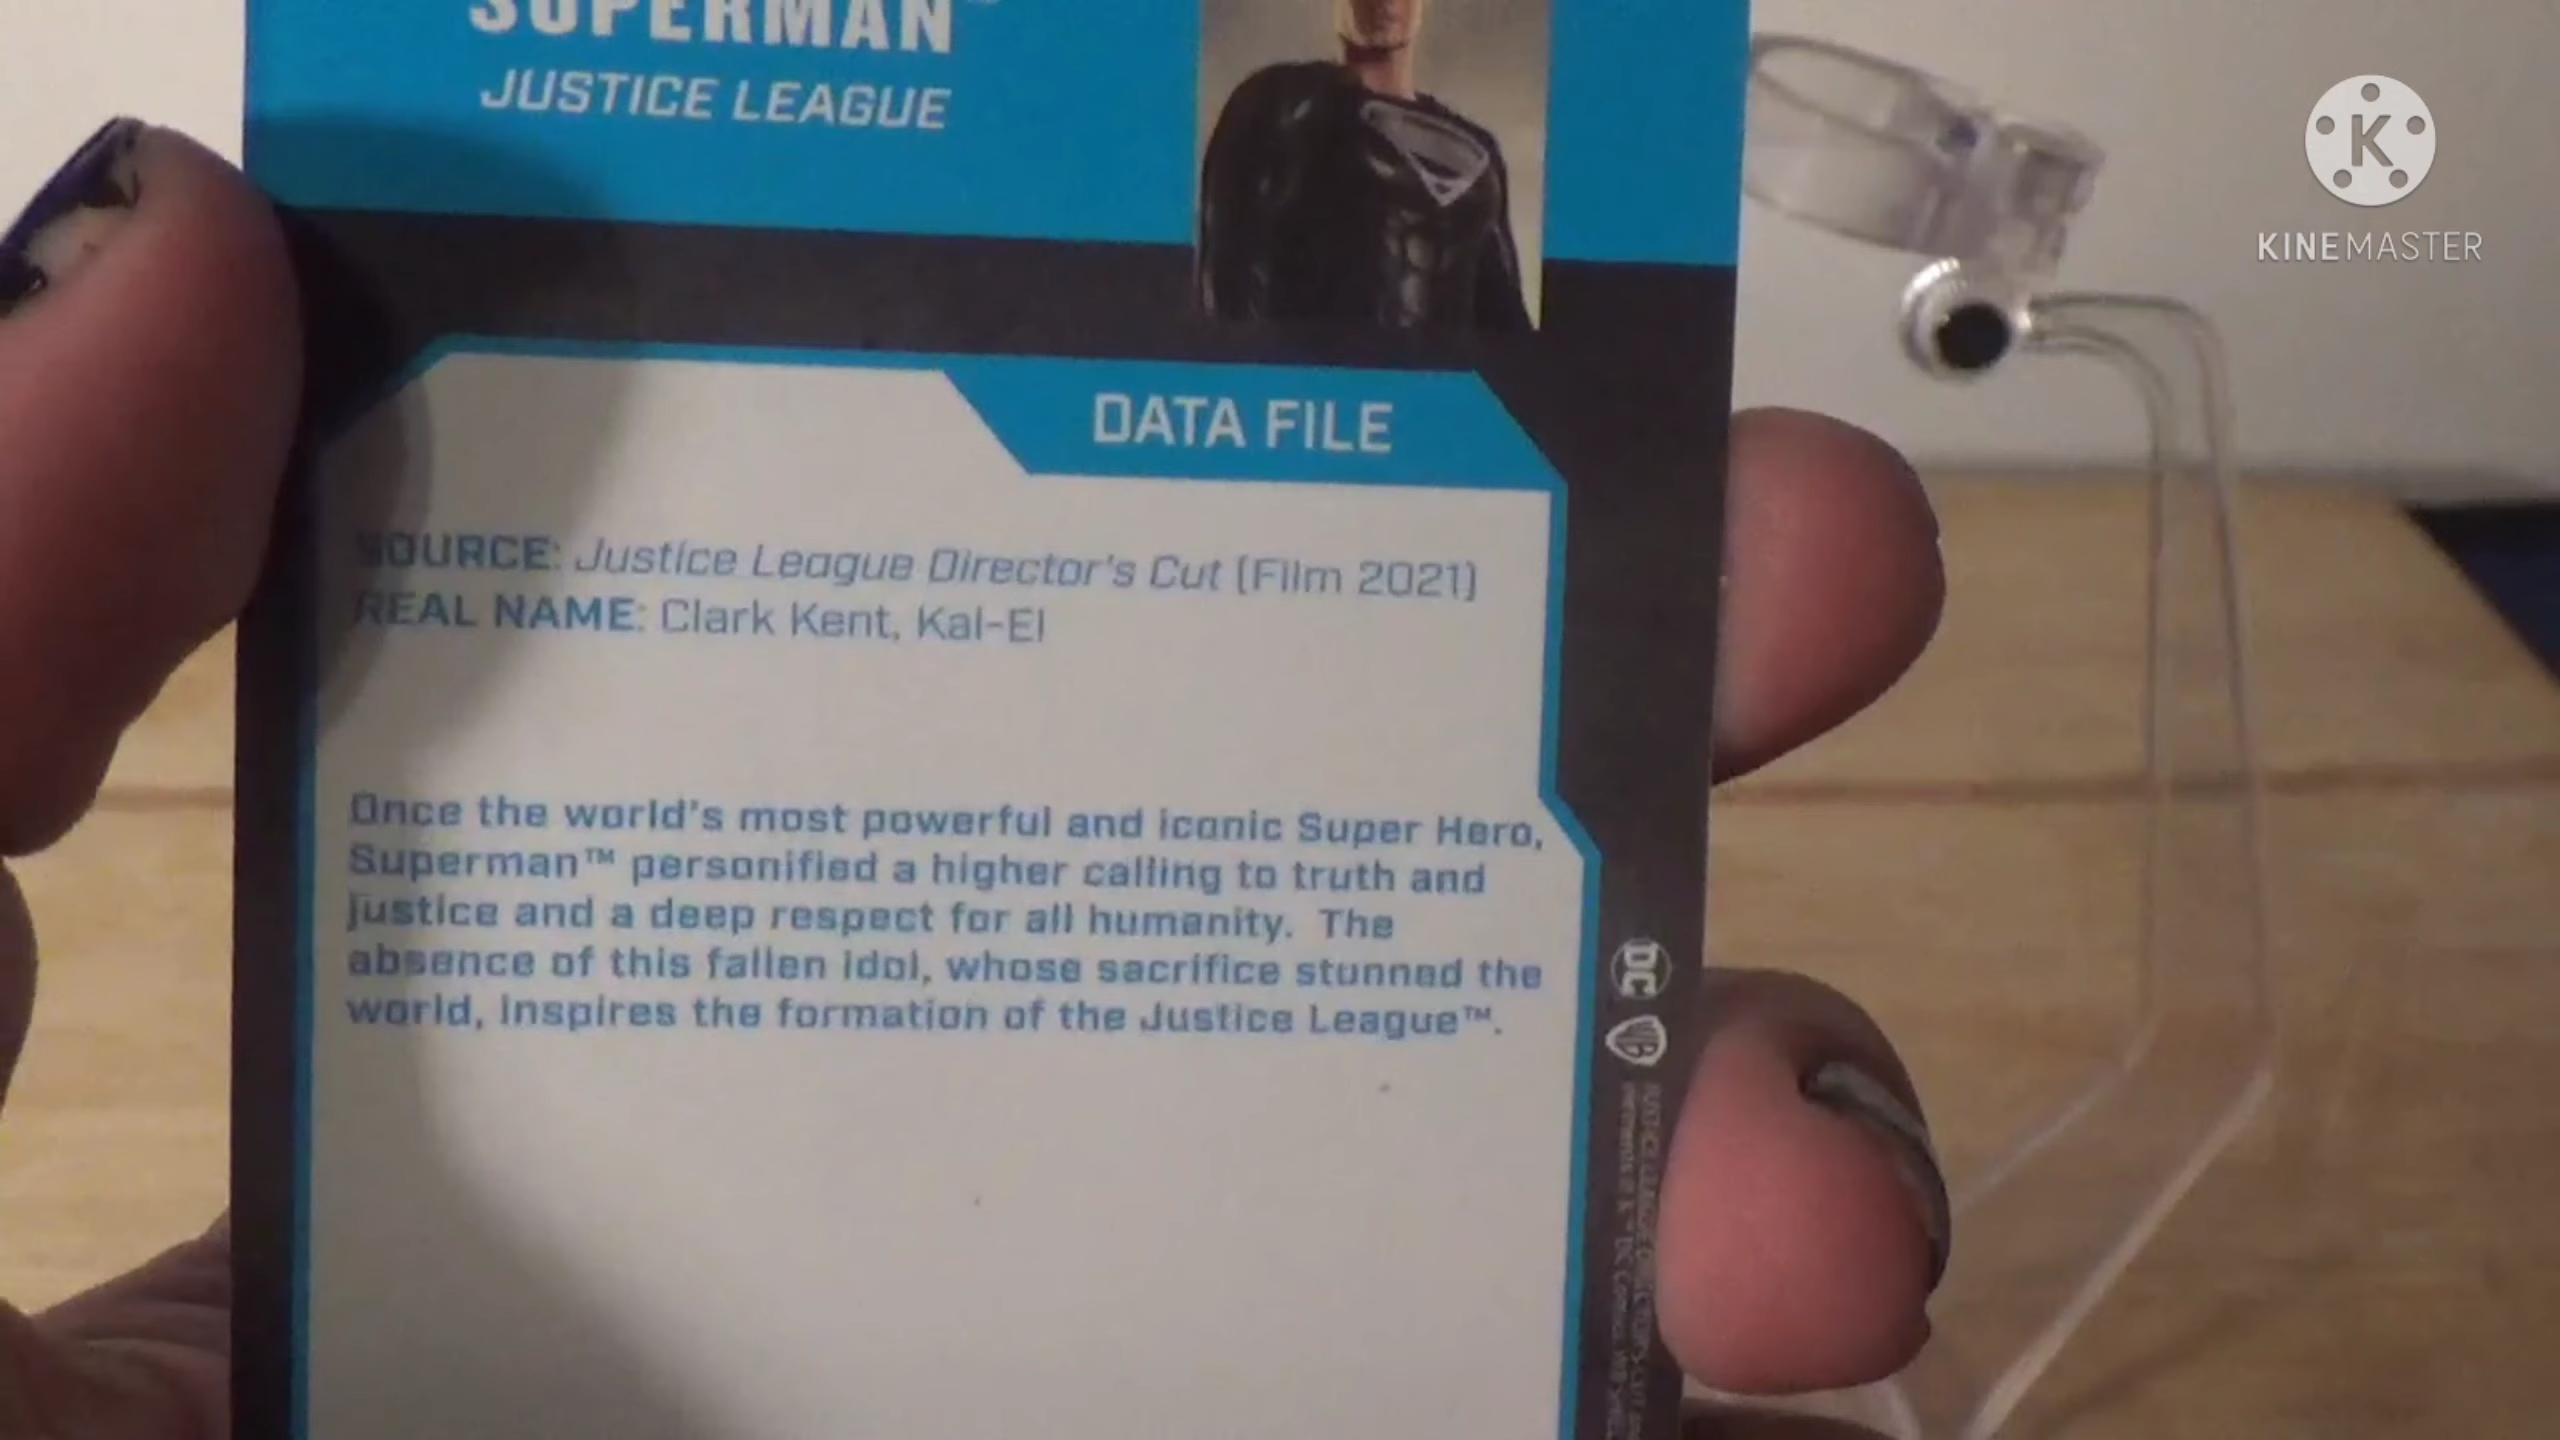 SUPERMAN
JUSTICE LEAGUE
K
KINEMASTER
DATA FILE
SOURCE: Justice League Director's Cut (Film 2021)
REAL NAME: Clark Kent, Kal-El
Once the world's most powerful and iconic Super Hero,
Superman™ personified a higher calling to truth and
justice and a deep respect for all humanity. The
absence of this fallen idol, whose sacrifice stunned the
world, inspires the formation of the Justice League™.
DC
WB